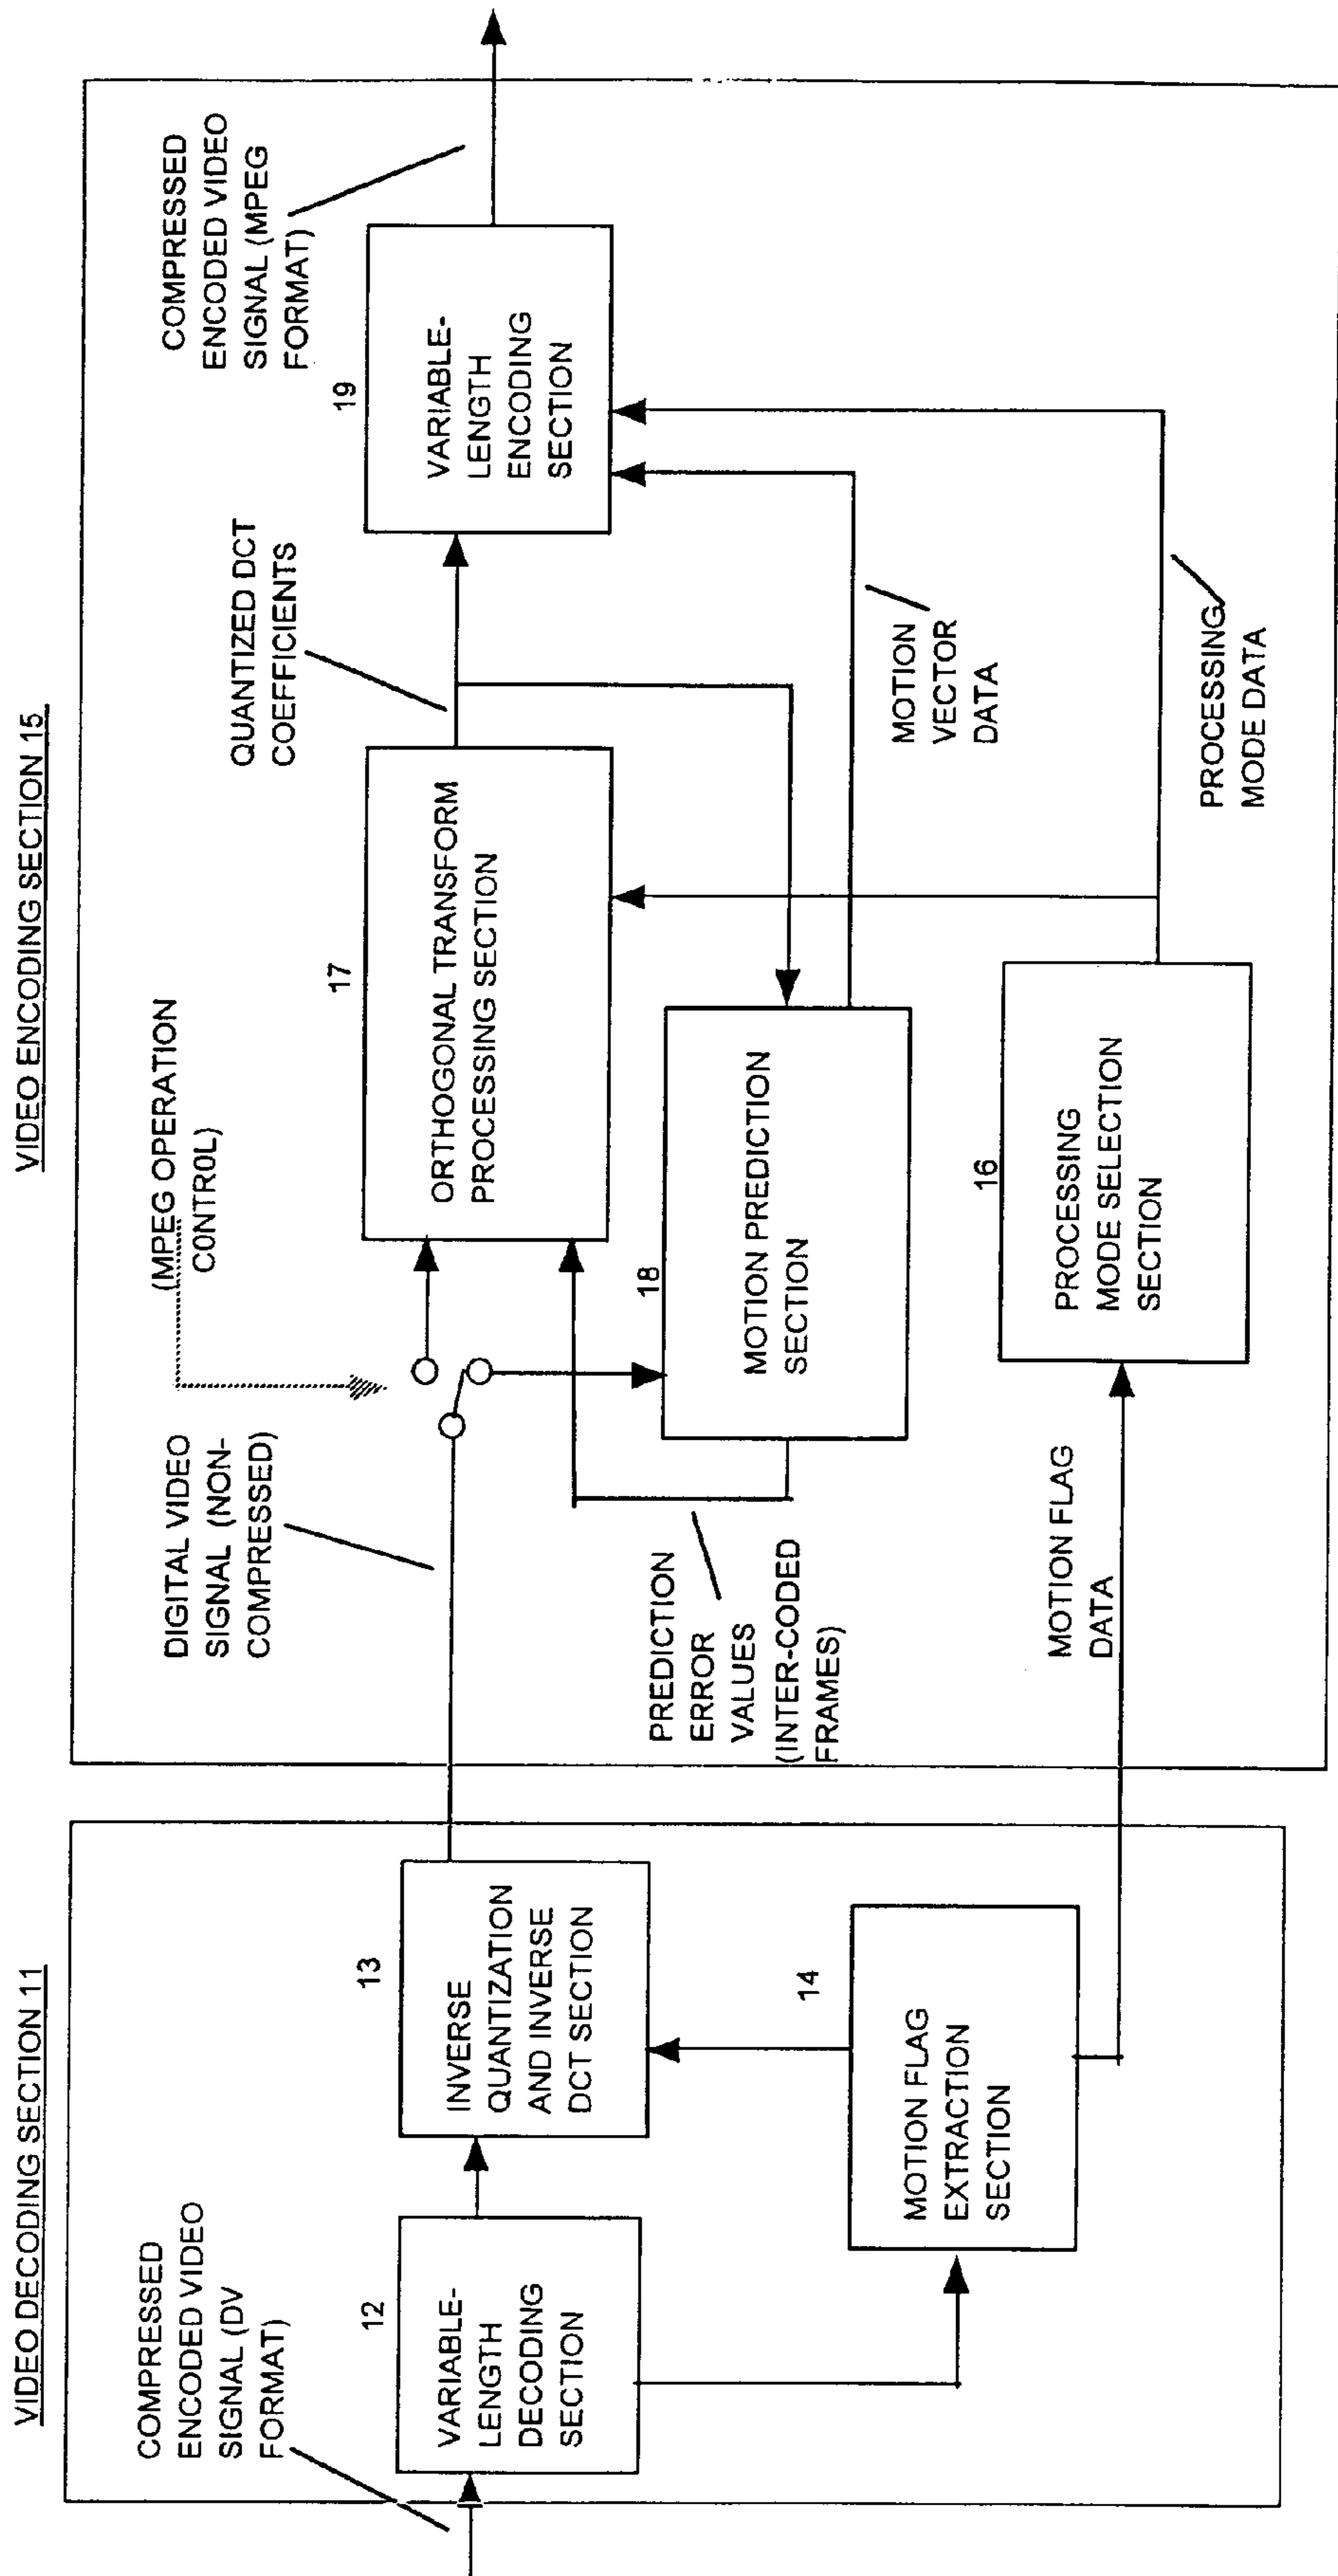 VIDEO DECODING SECTION 11
COMPRESSED
ENCODED VIDEO
SIGNAL (DV
FORMAT)
12
VARIABLE-
LENGTH
DECODING
SECTION
13
INVERSE
QUANTIZATION
AND INVERSE
DCT SECTION
14
MOTION FLAG
EXTRACTION
SECTION
VIDEO ENCODING SECTION 15
DIGITAL VIDEO
SIGNAL (NON-
COMPRESSED)
(MPEG OPERATION
CONTROL)
PREDICTION
ERROR
VALUES
(INTER-CODED
FRAMES)
MOTION FLAG
DATA
17
ORTHOGONAL TRANSFORM
PROCESSING SECTION
18
MOTION PREDICTION
SECTION
16
PROCESSING
MODE SELECTION
SECTION
QUANTIZED DCT
COEFFICIENTS
MOTION
VECTOR
DATA
PROCESSING
MODE DATA
19
VARIABLE-
LENGTH
ENCODING
SECTION
COMPRESSED
ENCODED VIDEO
SIGNAL (MPEG
FORMAT)